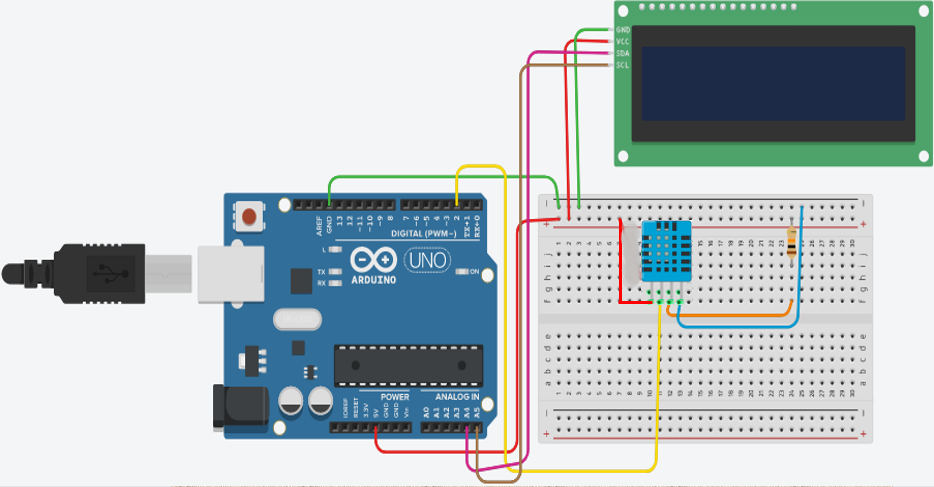 GND
VCC
SDA
SCL
AREF
GND
13
12
~11
~10
~9
8
7
~6
~5
4
~3
2
TX→1
RX←0
DIGITAL (PWM~)
L
TX
RX
ARDUINO
UNO
ON
POWER
ANALOG IN
IOREF
RESET
3.3V
5V
GND
GND
Vin
A0
A1
A2
A3
A4
A5
j
i
h
g
f
e
d
c
b
a